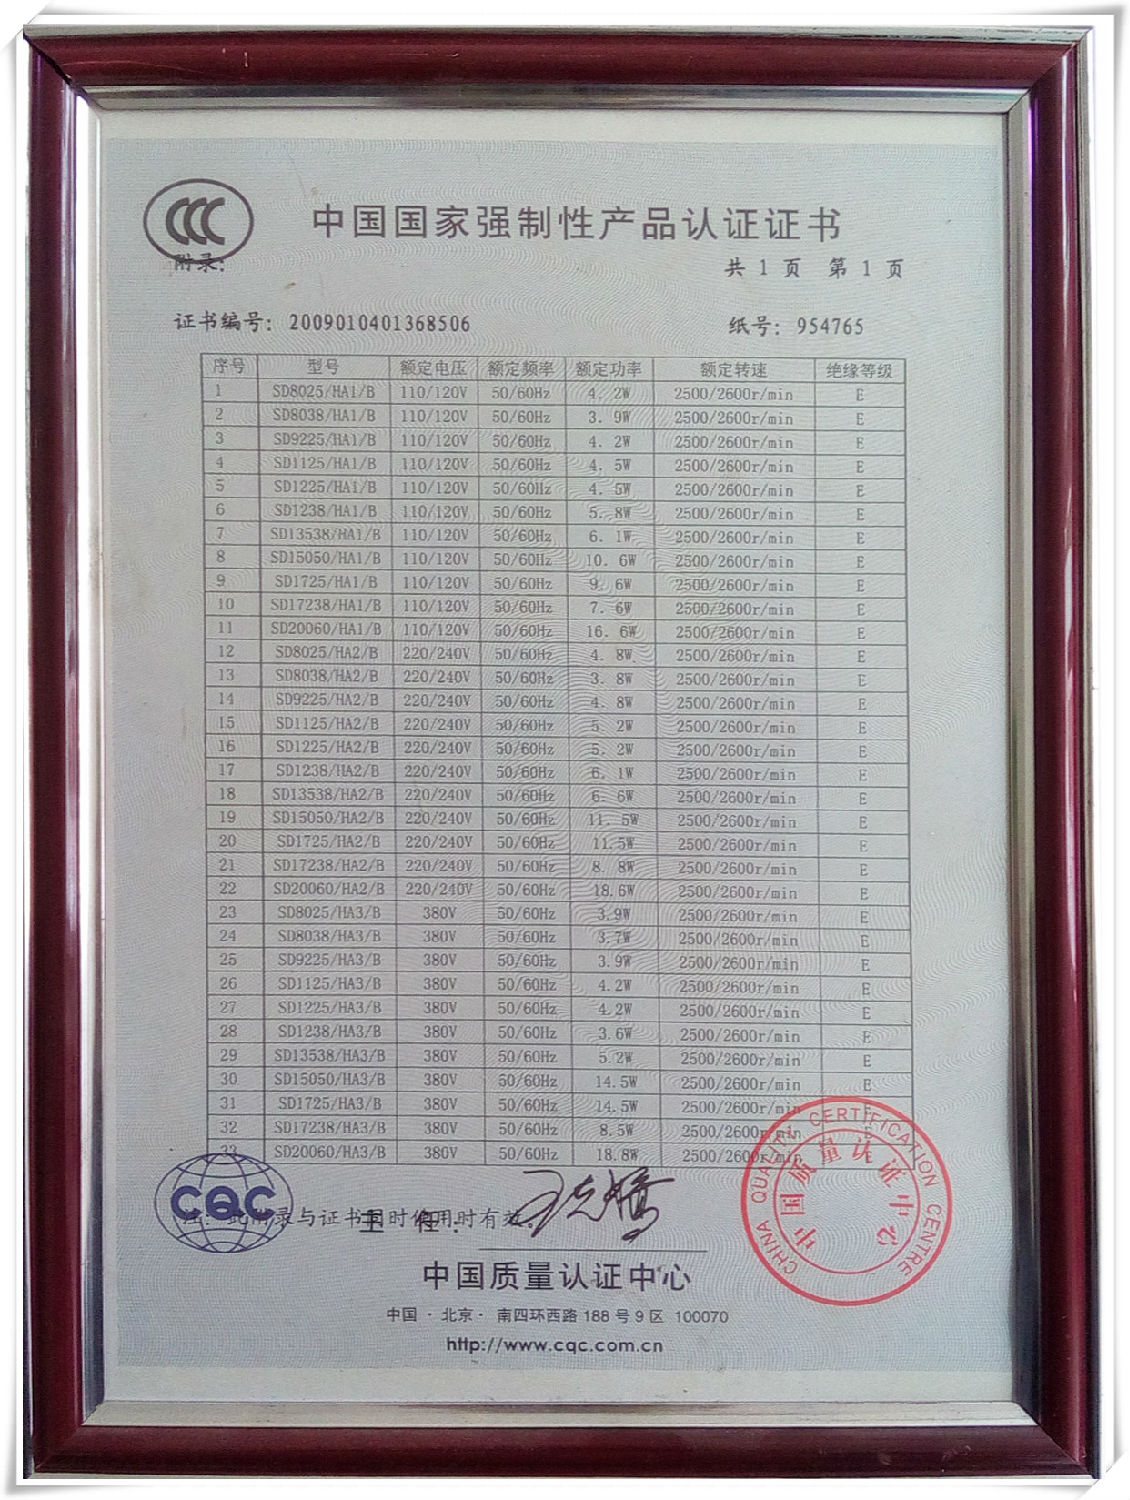 CCC
中国国家强制性产品认证证书
附录:
共 1 页 第 1 页
证书编号: 2009010401368506 纸号: 954765
序号 型号 额定电压 额定频率 额定功率 额定转速 绝缘等级
1 SD8025/HA1/B 110/120V 50/60Hz 4.2W 2500/2600r/min E
2 SD8038/HA1/B 110/120V 50/60Hz 3.9W 2500/2600r/min E
3 SD9225/HA1/B 110/120V 50/60Hz 4.2W 2500/2600r/min E
4 SD1125/HA1/B 110/120V 50/60Hz 4.5W 2500/2600r/min E
5 SD1225/HA1/B 110/120V 50/60Hz 4.5W 2500/2600r/min E
6 SD1238/HA1/B 110/120V 50/60Hz 5.8W 2500/2600r/min E
7 SD13538/HA1/B 110/120V 50/60Hz 6.1W 2500/2600r/min E
8 SD15050/HA1/B 110/120V 50/60Hz 10.6W 2500/2600r/min E
9 SD1725/HA1/B 110/120V 50/60Hz 9.6W 2500/2600r/min E
10 SD17238/HA1/B 110/120V 50/60Hz 7.6W 2500/2600r/min E
11 SD20060/HA1/B 110/120V 50/60Hz 16.6W 2500/2600r/min E
12 SD8025/HA2/B 220/240V 50/60Hz 4.8W 2500/2600r/min E
13 SD8038/HA2/B 220/240V 50/60Hz 3.8W 2500/2600r/min E
14 SD9225/HA2/B 220/240V 50/60Hz 4.8W 2500/2600r/min E
15 SD1125/HA2/B 220/240V 50/60Hz 5.2W 2500/2600r/min E
16 SD1225/HA2/B 220/240V 50/60Hz 5.2W 2500/2600r/min E
17 SD1238/HA2/B 220/240V 50/60Hz 6.1W 2500/2600r/min E
18 SD13538/HA2/B 220/240V 50/60Hz 6.6W 2500/2600r/min E
19 SD15050/HA2/B 220/240V 50/60Hz 11.5W 2500/2600r/min E
20 SD1725/HA2/B 220/240V 50/60Hz 11.5W 2500/2600r/min E
21 SD17238/HA2/B 220/240V 50/60Hz 8.8W 2500/2600r/min E
22 SD20060/HA2/B 220/240V 50/60Hz 18.6W 2500/2600r/min E
23 SD8025/HA3/B 380V 50/60Hz 3.9W 2500/2600r/min E
24 SD8038/HA3/B 380V 50/60Hz 3.7W 2500/2600r/min E
25 SD9225/HA3/B 380V 50/60Hz 3.9W 2500/2600r/min E
26 SD1125/HA3/B 380V 50/60Hz 4.2W 2500/2600r/min E
27 SD1225/HA3/B 380V 50/60Hz 4.2W 2500/2600r/min E
28 SD1238/HA3/B 380V 50/60Hz 3.6W 2500/2600r/min E
29 SD13538/HA3/B 380V 50/60Hz 5.2W 2500/2600r/min E
30 SD15050/HA3/B 380V 50/60Hz 14.5W 2500/2600r/min E
31 SD1725/HA3/B 380V 50/60Hz 14.5W 2500/2600r/min E
32 SD17238/HA3/B 380V 50/60Hz 8.5W 2500/2600r/min
33 SD20060/HA3/B 380V 50/60Hz 18.8W 2500/2600r/min
CQC
附录与证书同时使用时有效
主 任:
CHINA QUALITY CERTIFICATION CENTRE
中国质量认证中心
中国质量认证中心
中国·北京·南四环西路 188 号 9 区 100070
http://www.cqc.com.cn